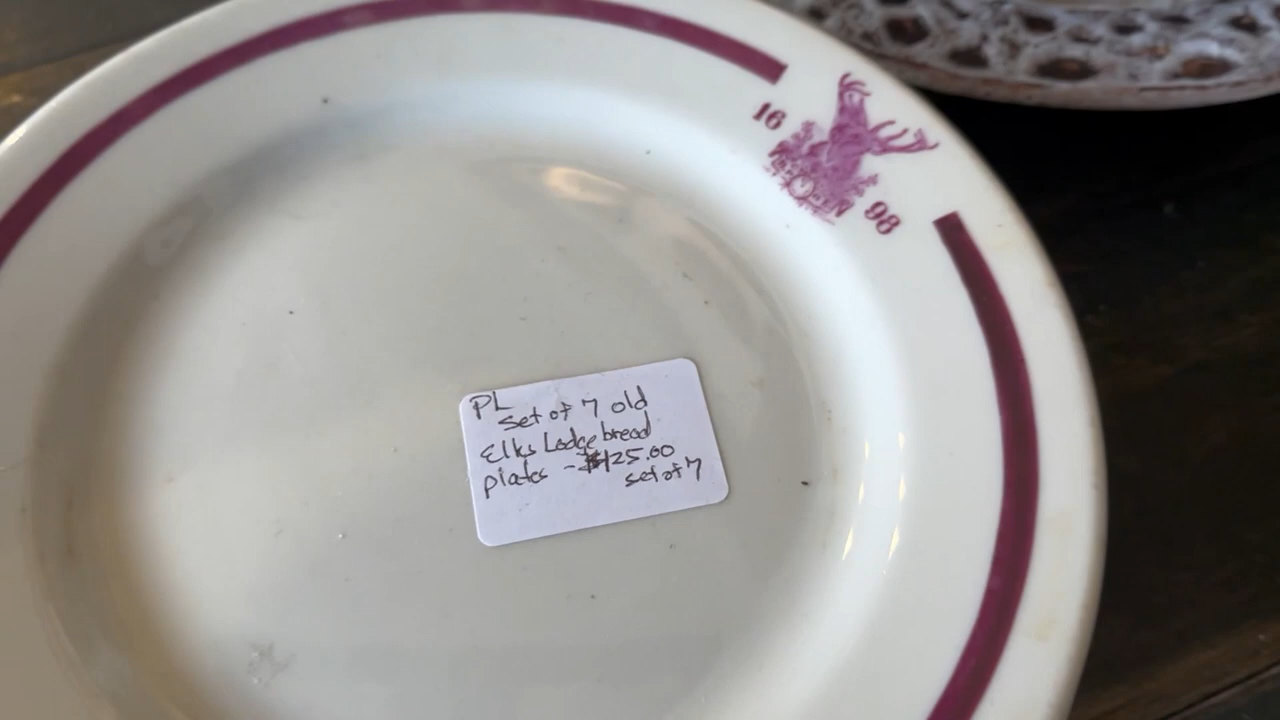 16
98
PL
set of 7 old
Elks Lodge bread
plates - $125.00
set of 7